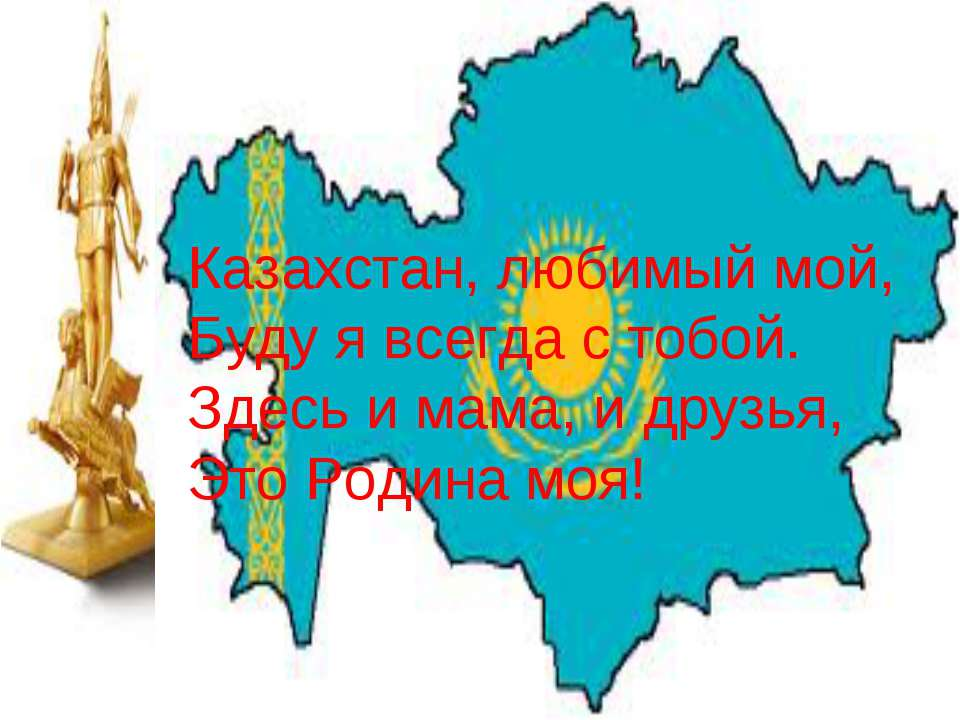 Казахстан, любимый мой,
Буду я всегда с тобой.
Здесь и мама, и друзья,
Это Родина моя!